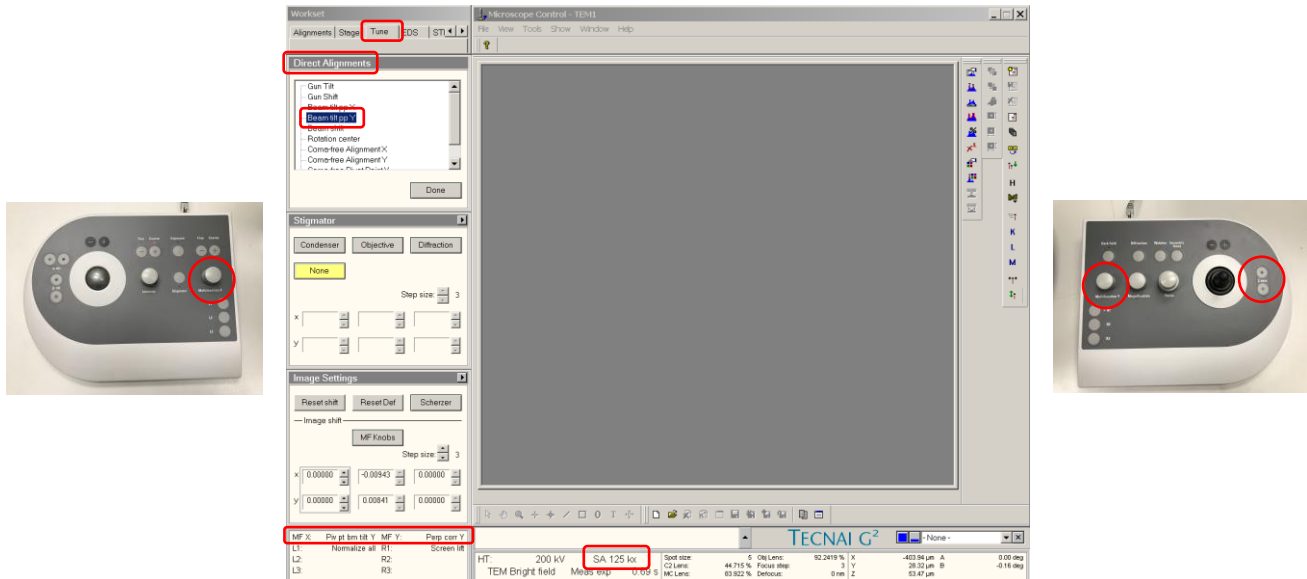 Workset
Alignments Stage Tune EDS STI
Direct Alignments
Gun Tilt
Gun Shift
Beam tilt pp X
Beam tilt pp Y
Beam shift
Rotation center
Coma-free Alignment X
Coma-free Alignment Y
Done
Stigmator
Condenser Objective Diffraction
None
Step size: 3
x
y
Image Settings
Reset shift Reset Def Scherzer
Image shift
MF Knobs
Step size: 3
x 0.00000 -0.00943 0.00000
y 0.00000 0.00841 0.00000
MF X: Piv pt bm tilt Y MF Y: Perp corr Y
L1: Normalize all R1: Screen lift
L2: R2:
L3: R3:
Microscope Control - TEM1
File View Tools Show Window Help
H
K
L
M
TECNAI G²
- None -
HT: 200 kV SA 125 kx
TEM Bright field Meas exp 0.69 s
Spot size: 5 Obj Lens: 92.2419 % X -403.94 µm A 0.00 deg
C2 Lens: 44.715 % Focus step: 3 Y 28.32 µm B -0.16 deg
MC Lens: 83.922 % Defocus: 0 nm Z 53.47 µm